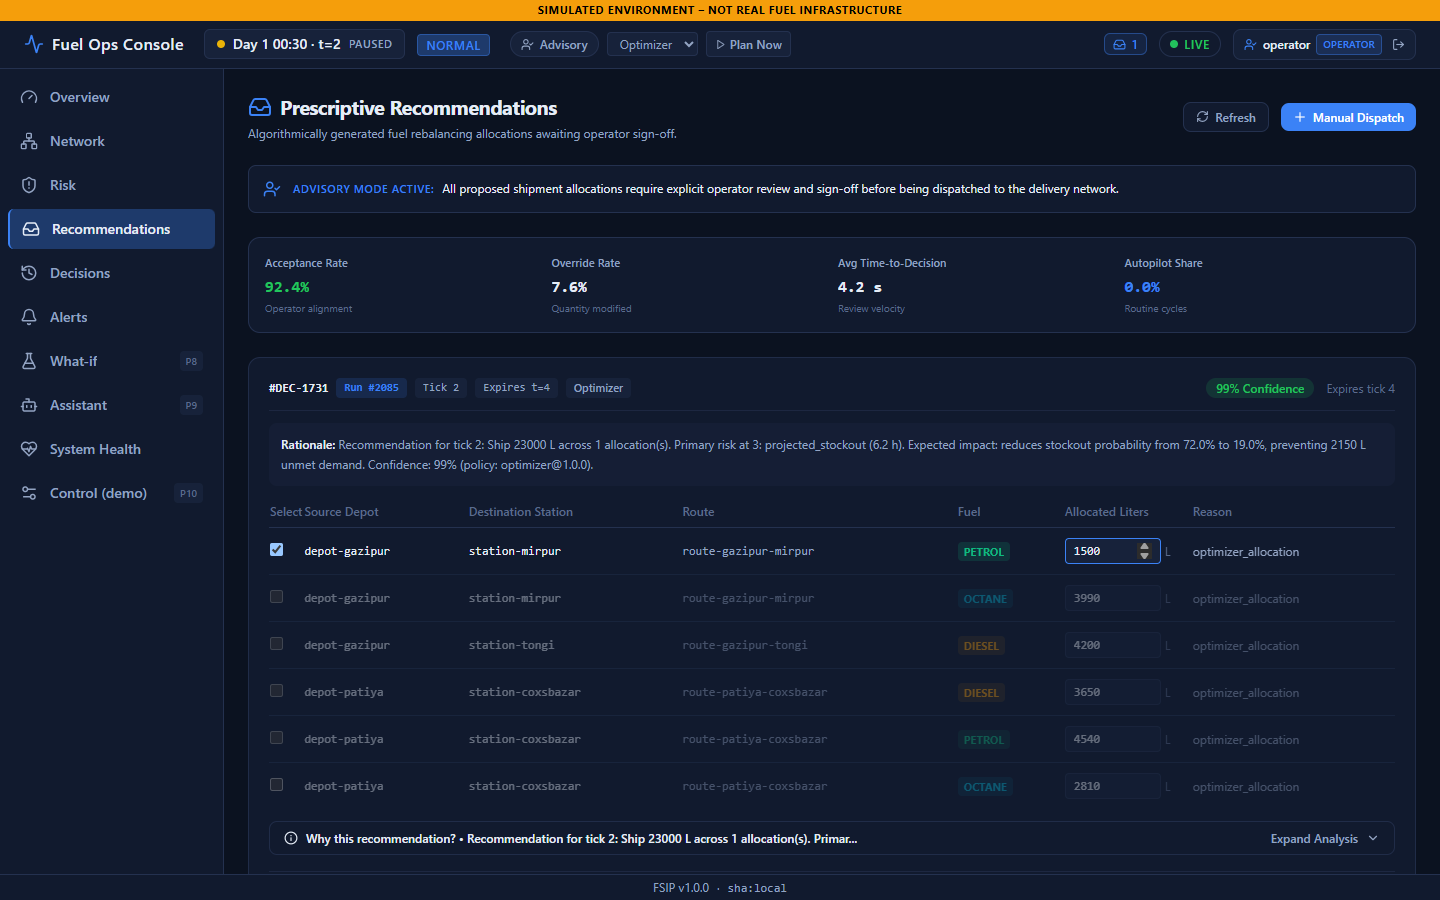 SIMULATED ENVIRONMENT – NOT REAL FUEL INFRASTRUCTURE
Fuel Ops Console
Day 1 00:30 · t=2 PAUSED
NORMAL
Advisory
Optimizer
Plan Now
1
LIVE
operator OPERATOR
Overview
Network
Risk
Recommendations
Decisions
Alerts
What-if P8
Assistant P9
System Health
Control (demo) P10
Prescriptive Recommendations
Algorithmically generated fuel rebalancing allocations awaiting operator sign-off.
Refresh
Manual Dispatch
ADVISORY MODE ACTIVE: All proposed shipment allocations require explicit operator review and sign-off before being dispatched to the delivery network.
Acceptance Rate
92.4%
Operator alignment
Override Rate
7.6%
Quantity modified
Avg Time-to-Decision
4.2 s
Review velocity
Autopilot Share
0.0%
Routine cycles
#DEC-1731 Run #2085 Tick 2 Expires t=4 Optimizer 99% Confidence Expires tick 4
Rationale: Recommendation for tick 2: Ship 23000 L across 1 allocation(s). Primary risk at 3: projected_stockout (6.2 h). Expected impact: reduces stockout probability from 72.0% to 19.0%, preventing 2150 L
unmet demand. Confidence: 99% (policy: optimizer@1.0.0).
Select Source Depot Destination Station Route Fuel Allocated Liters Reason
depot-gazipur station-mirpur route-gazipur-mirpur PETROL 1500 L optimizer_allocation
depot-gazipur station-mirpur route-gazipur-mirpur OCTANE 3990 L optimizer_allocation
depot-gazipur station-tongi route-gazipur-tongi DIESEL 4200 L optimizer_allocation
depot-patiya station-coxsbazar route-patiya-coxsbazar DIESEL 3650 L optimizer_allocation
depot-patiya station-coxsbazar route-patiya-coxsbazar PETROL 4540 L optimizer_allocation
depot-patiya station-coxsbazar route-patiya-coxsbazar OCTANE 2810 L optimizer_allocation
Why this recommendation? • Recommendation for tick 2: Ship 23000 L across 1 allocation(s). Primar... Expand Analysis
FSIP v1.0.0 · sha:local